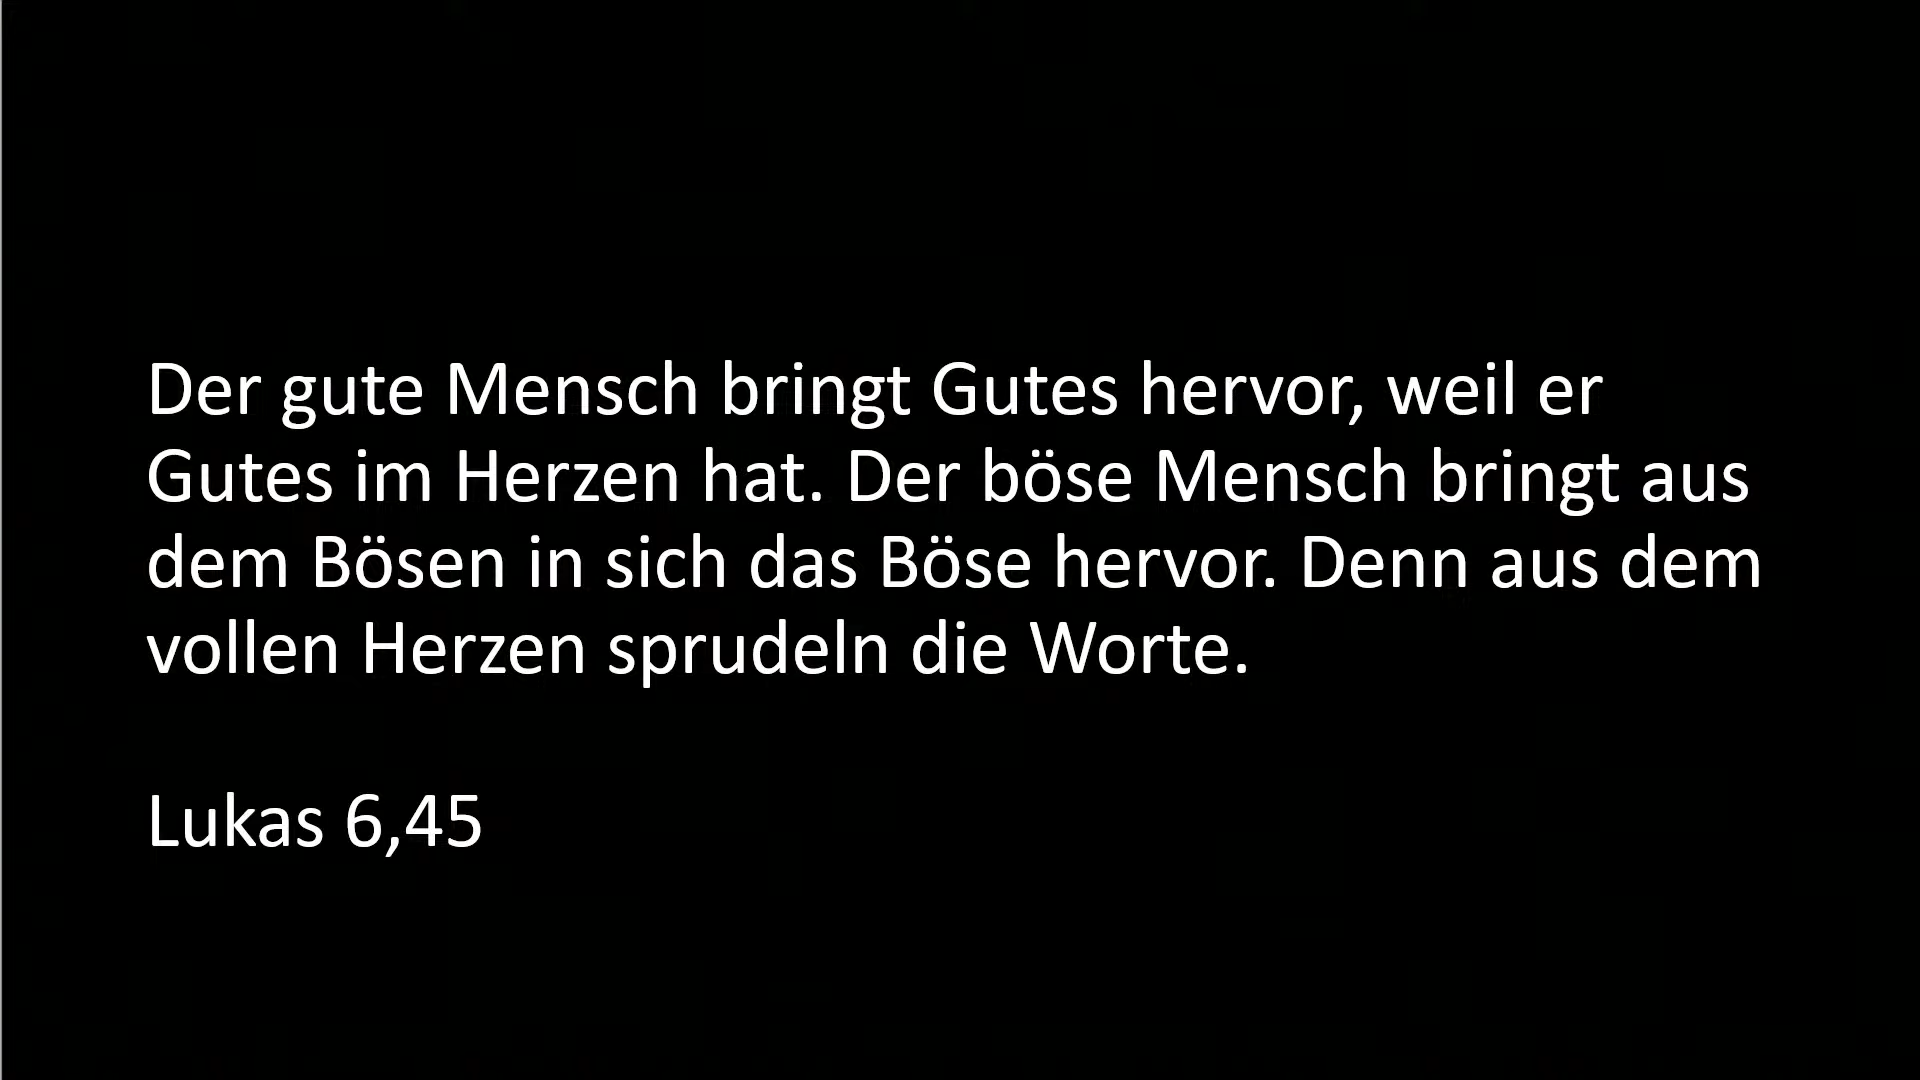 Der gute Mensch bringt Gutes hervor, weil er
Gutes im Herzen hat. Der böse Mensch bringt aus
dem Bösen in sich das Böse hervor. Denn aus dem
vollen Herzen sprudeln die Worte.
Lukas 6,45